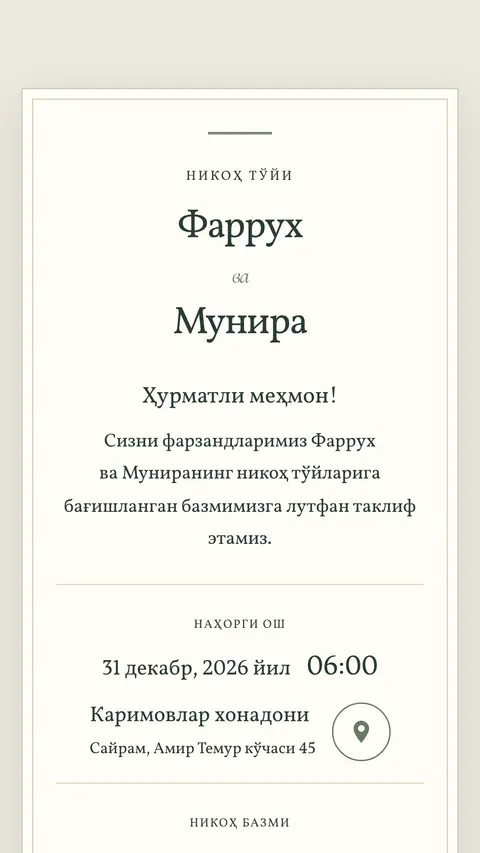 НИКОҲ ТЎЙИ
Фаррух
ва
Мунира
Ҳурматли меҳмон!
Сизни фарзандларимиз Фаррух
ва Муниранинг никоҳ тўйларига
бағишланган базмимизга лутфан таклиф
этамиз.
НАҲОРГИ ОШ
31 декабр, 2026 йил 06:00
Каримовлар хонадони
Сайрам, Амир Темур кўчаси 45
НИКОҲ БАЗМИ